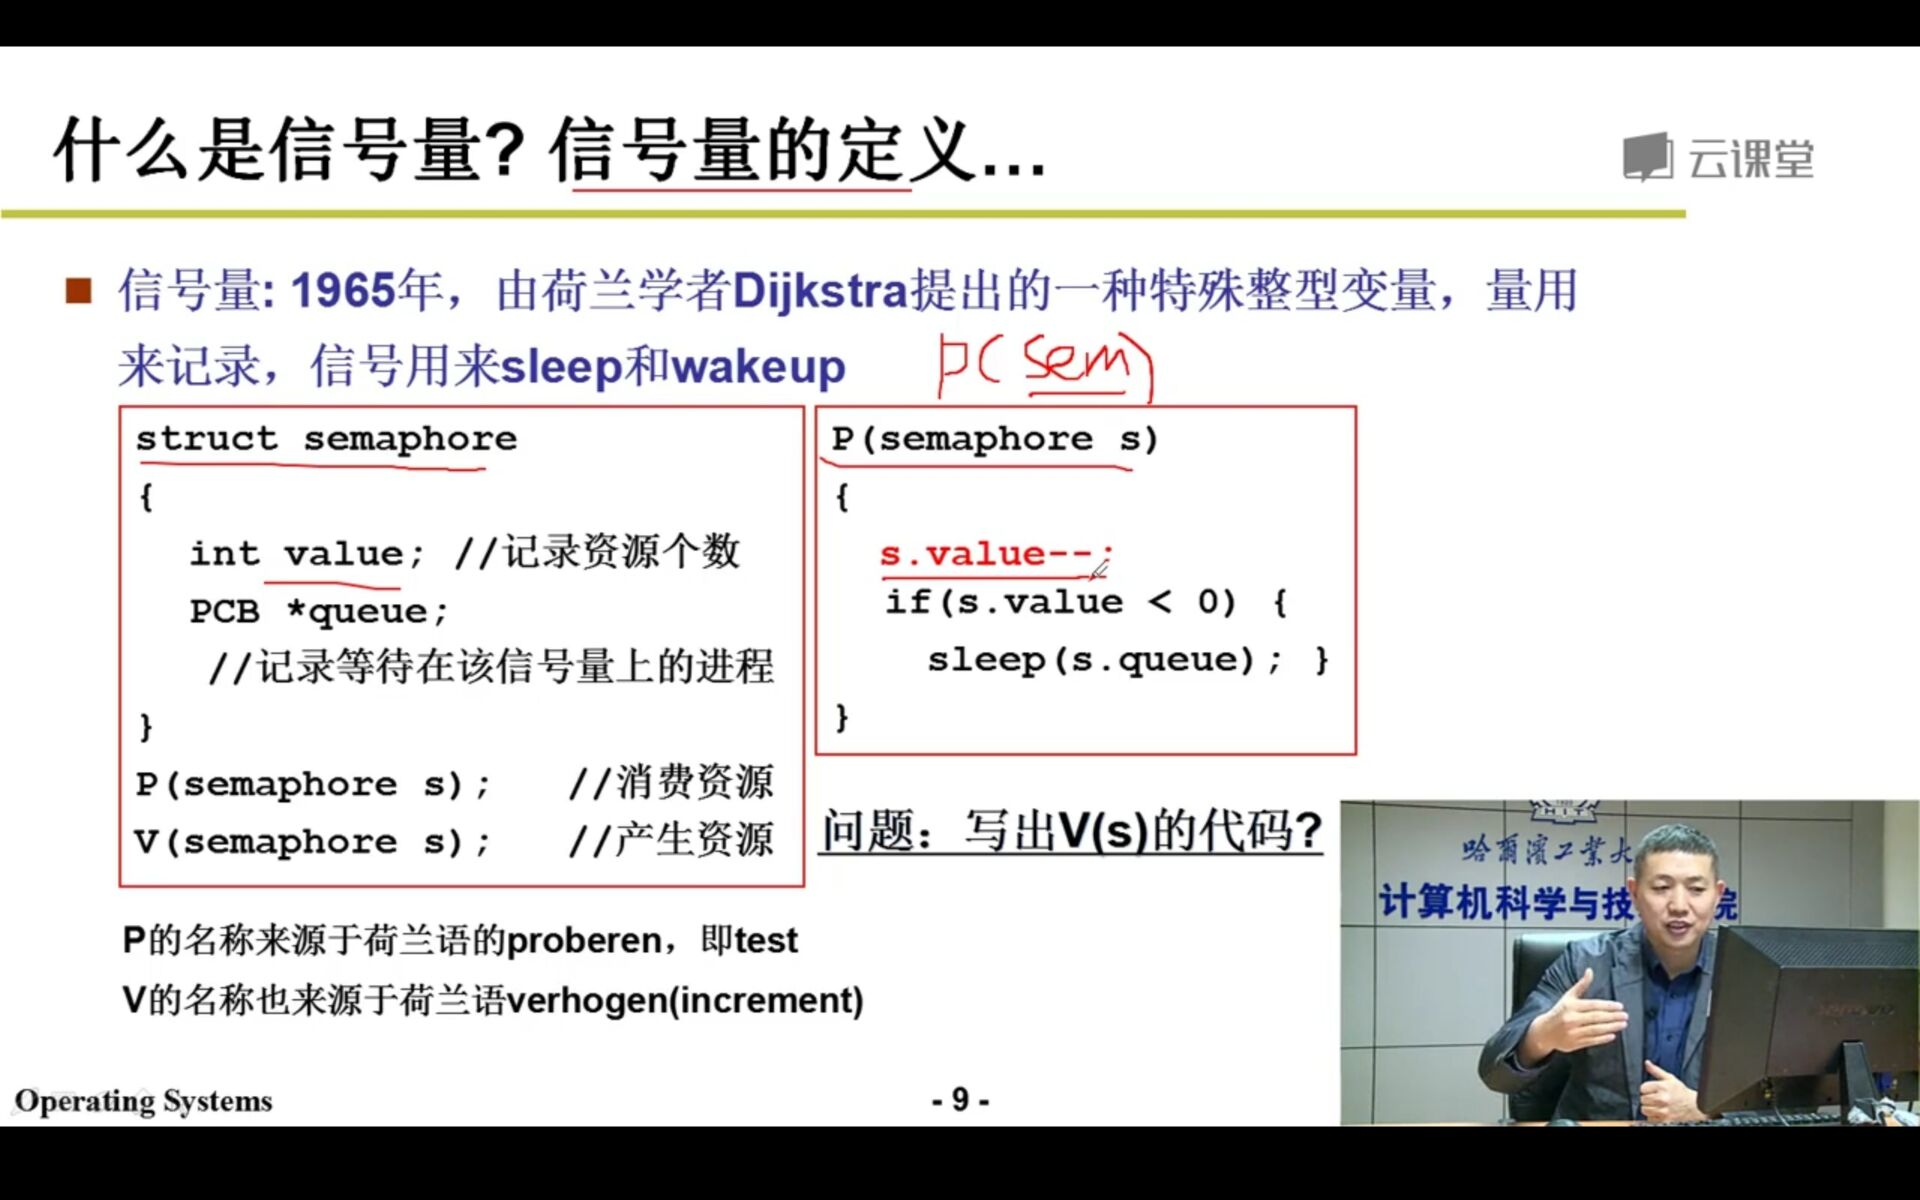 什么是信号量? 信号量的定义...
云课堂
信号量: 1965年，由荷兰学者Dijkstra提出的一种特殊整型变量，量用
来记录，信号用来sleep和wakeup
P(sem)
struct semaphore
{
int value; //记录资源个数
PCB *queue;
//记录等待在该信号量上的进程
}
P(semaphore s); //消费资源
V(semaphore s); //产生资源
P(semaphore s)
{
s.value--;
if(s.value < 0) {
sleep(s.queue); }
}
问题：写出V(s)的代码?
P的名称来源于荷兰语的proberen，即test
V的名称也来源于荷兰语verhogen(increment)
HIT
哈爾濱工業大
计算机科学与技 院
Operating Systems
- 9 -